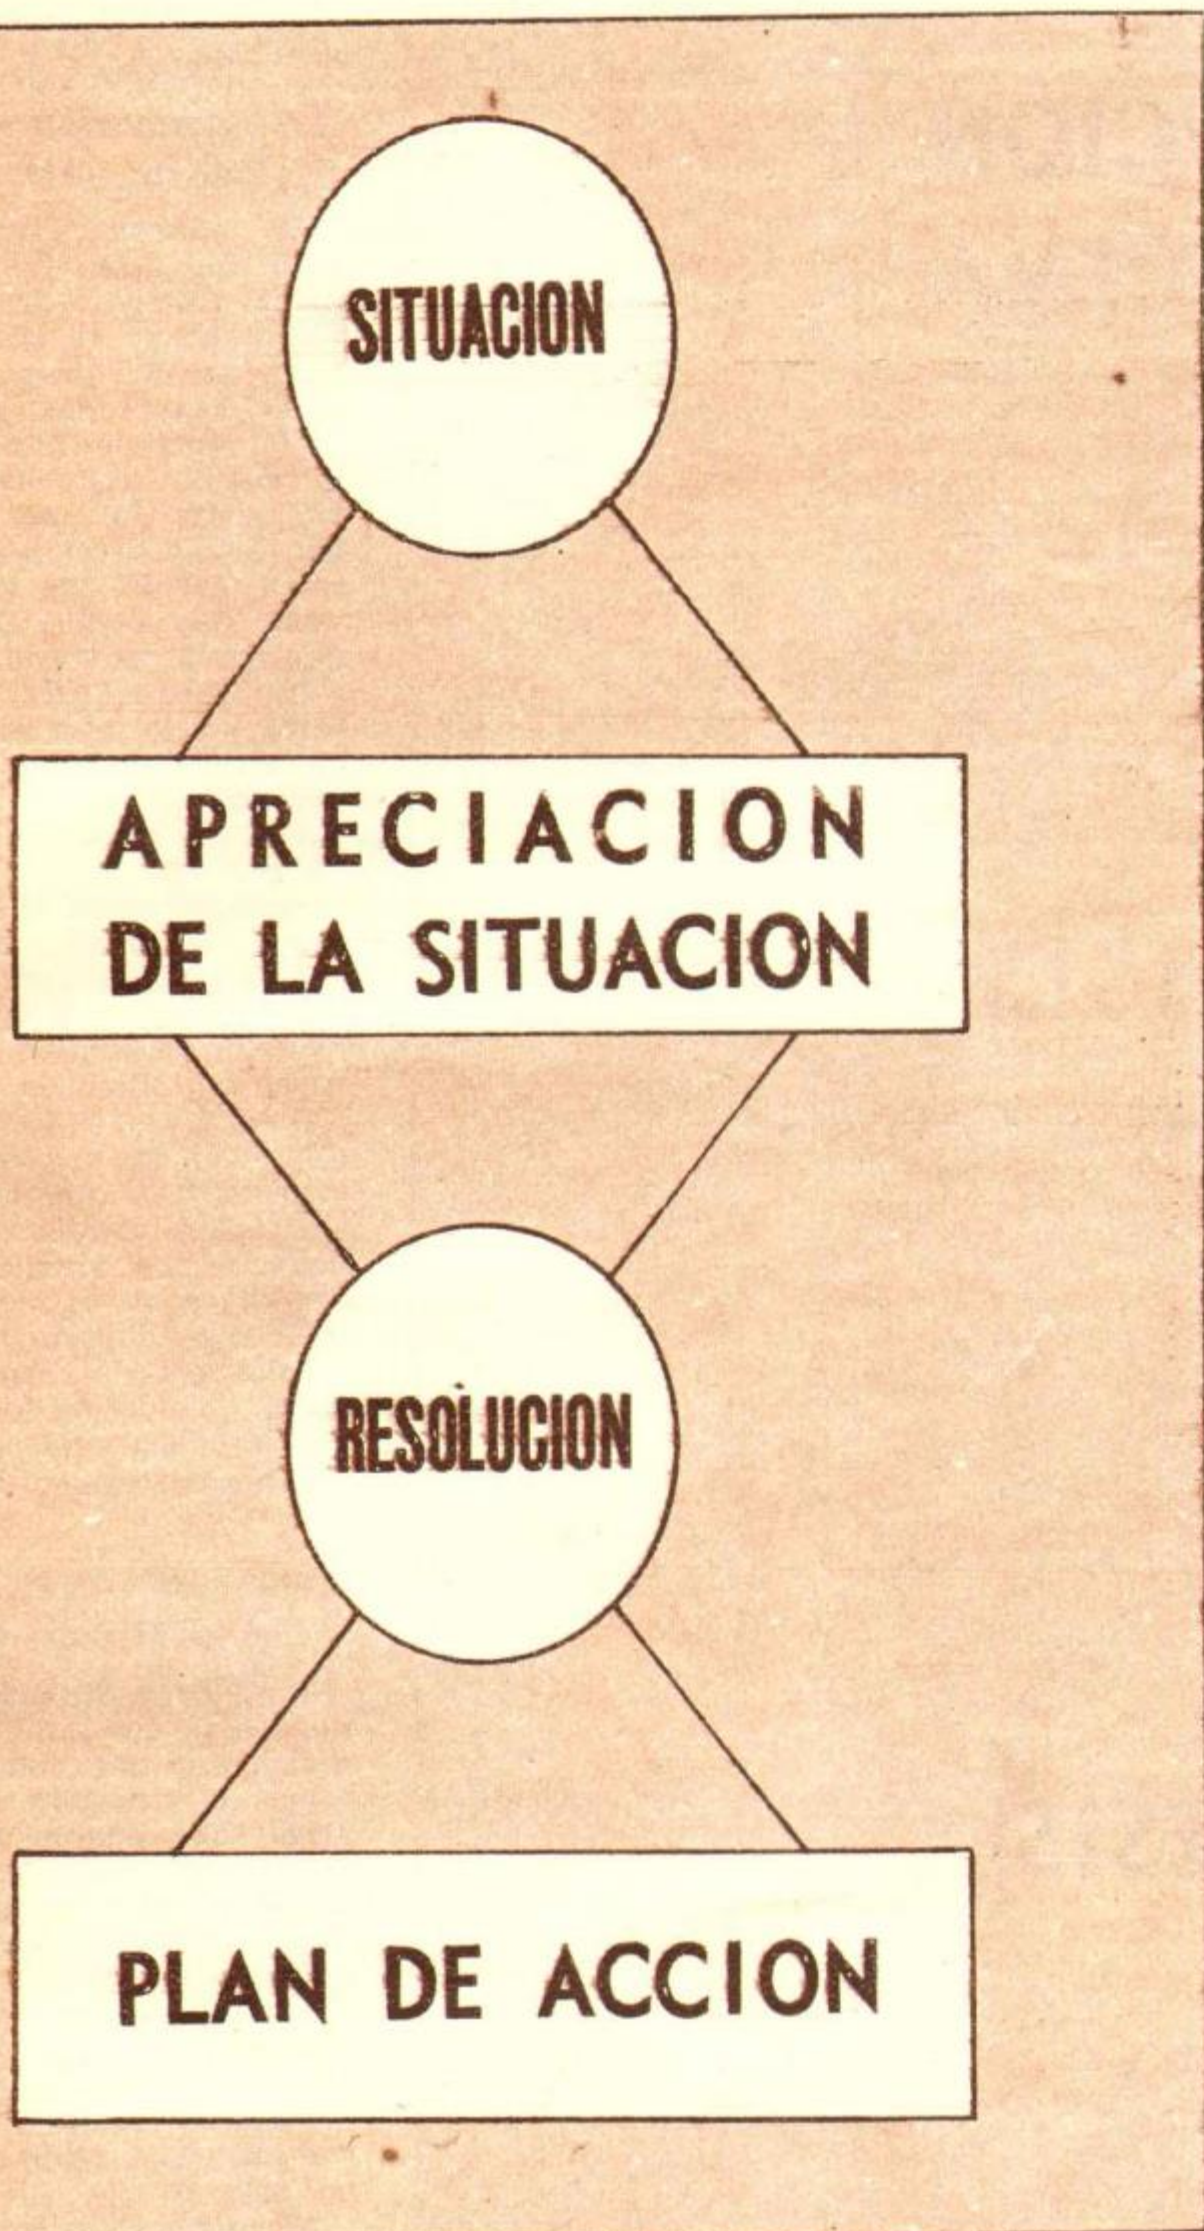 SITUACION
APRECIACION
DE LA SITUACION
RESOLUCION
PLAN DE ACCION